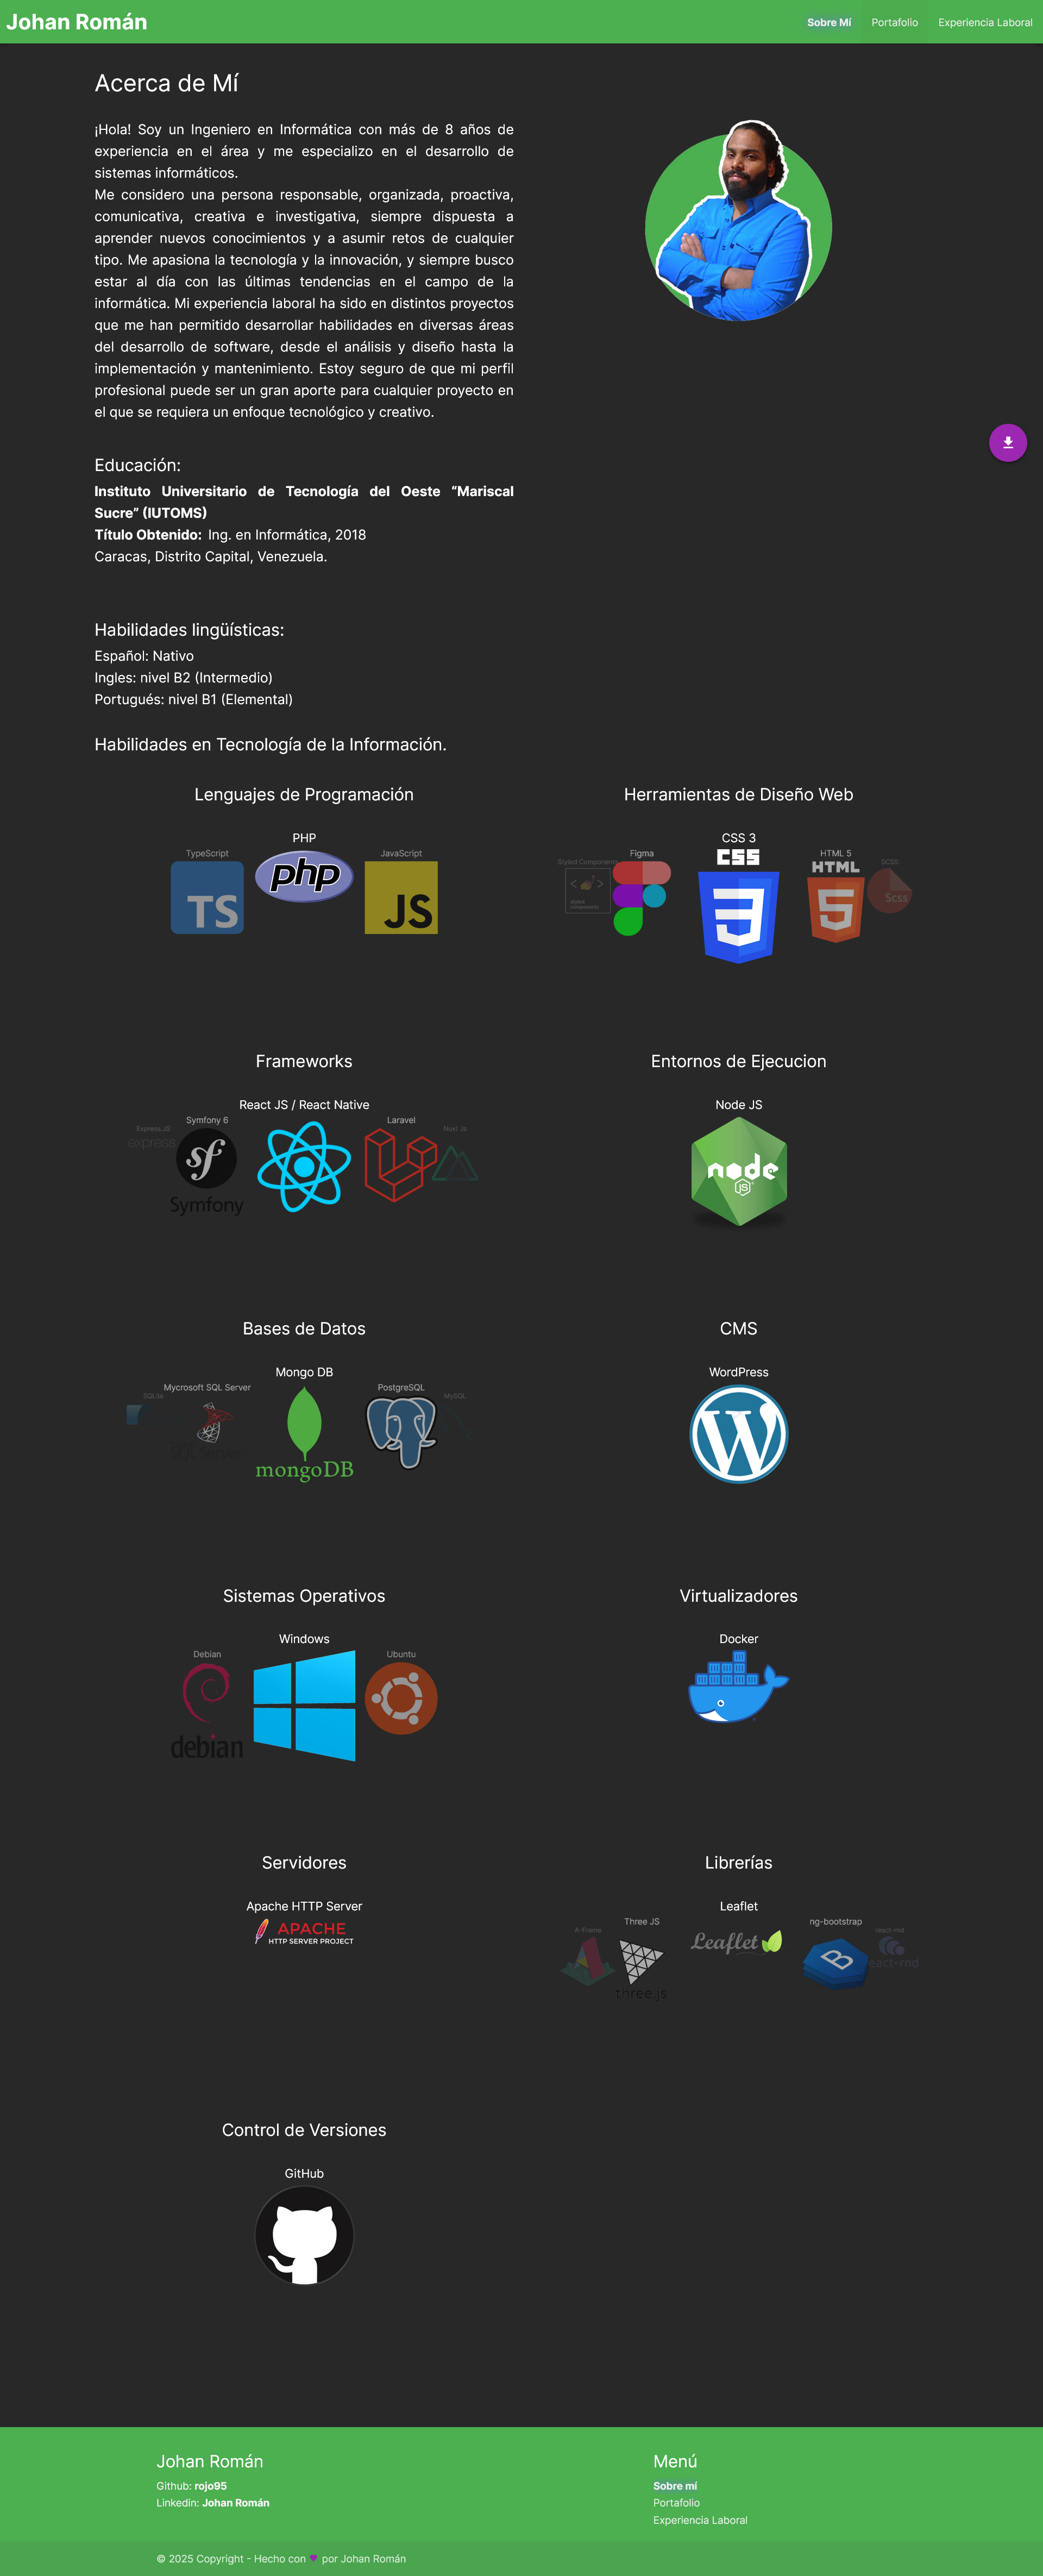 Johan Román
Sobre Mí
Portafolio
Experiencia Laboral
Acerca de Mí
¡Hola! Soy un Ingeniero en Informática con más de 8 años de
experiencia en el área y me especializo en el desarrollo de
sistemas informáticos.
Me considero una persona responsable, organizada, proactiva,
comunicativa, creativa e investigativa, siempre dispuesta a
aprender nuevos conocimientos y a asumir retos de cualquier
tipo. Me apasiona la tecnología y la innovación, y siempre busco
estar al día con las últimas tendencias en el campo de la
informática. Mi experiencia laboral ha sido en distintos proyectos
que me han permitido desarrollar habilidades en diversas áreas
del desarrollo de software, desde el análisis y diseño hasta la
implementación y mantenimiento. Estoy seguro de que mi perfil
profesional puede ser un gran aporte para cualquier proyecto en
el que se requiera un enfoque tecnológico y creativo.
Educación:
Instituto Universitario de Tecnología del Oeste “Mariscal
Sucre” (IUTOMS)
Título Obtenido: Ing. en Informática, 2018
Caracas, Distrito Capital, Venezuela.
Habilidades lingüísticas:
Español: Nativo
Ingles: nivel B2 (Intermedio)
Portugués: nivel B1 (Elemental)
Habilidades en Tecnología de la Información.
Lenguajes de Programación
TypeScript
TS
PHP
php
JavaScript
JS
Herramientas de Diseño Web
Styled Components
styled
components
Figma
CSS 3
CSS
HTML 5
HTML
SCSS
Scss
Frameworks
Express JS
express
Symfony 6
sf
Symfony
React JS / React Native
Laravel
Nuxt Js
Entornos de Ejecucion
Node JS
node
JS
Bases de Datos
SQLite
Mycrosoft SQL Server
SQL Server
Mongo DB
mongoDB
PostgreSQL
MySQL
CMS
WordPress
W
Sistemas Operativos
Debian
debian
Windows
Ubuntu
Virtualizadores
Docker
Servidores
Apache HTTP Server
APACHE
HTTP SERVER PROJECT
Librerías
A-Frame
Three JS
three.js
Leaflet
Leaflet
ng-bootstrap
B
react-rnd
react-rnd
Control de Versiones
GitHub
Johan Román
Github: rojo95
Linkedin: Johan Román
Menú
Sobre mí
Portafolio
Experiencia Laboral
© 2025 Copyright - Hecho con ♥ por Johan Román